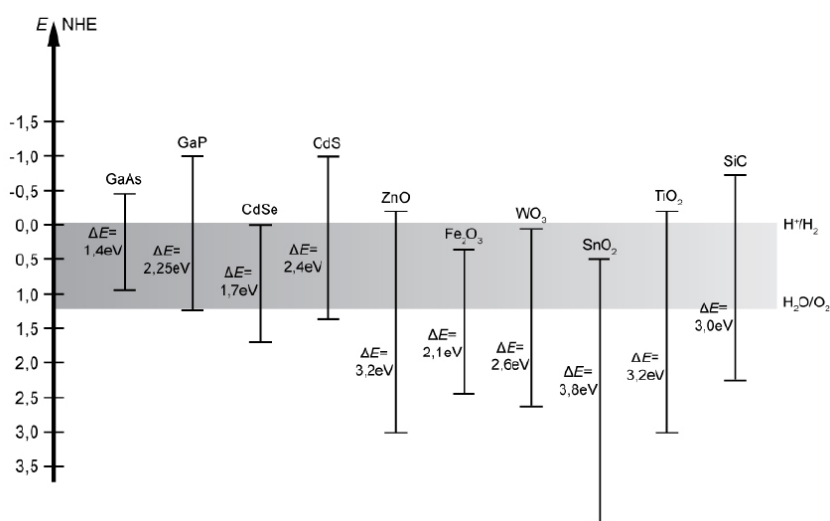 E NHE
-1,5
-1,0
-0,5
0,0
0,5
1,0
1,5
2,0
2,5
3,0
3,5
GaAs
ΔE=
1,4eV
GaP
ΔE=
2,25eV
CdSe
ΔE=
1,7eV
CdS
ΔE=
2,4eV
ZnO
ΔE=
3,2eV
Fe₂O₃
ΔE=
2,1eV
WO₃
ΔE=
2,6eV
SnO₂
ΔE=
3,8eV
TiO₂
ΔE=
3,2eV
SiC
ΔE=
3,0eV
H⁺/H₂
H₂O/O₂